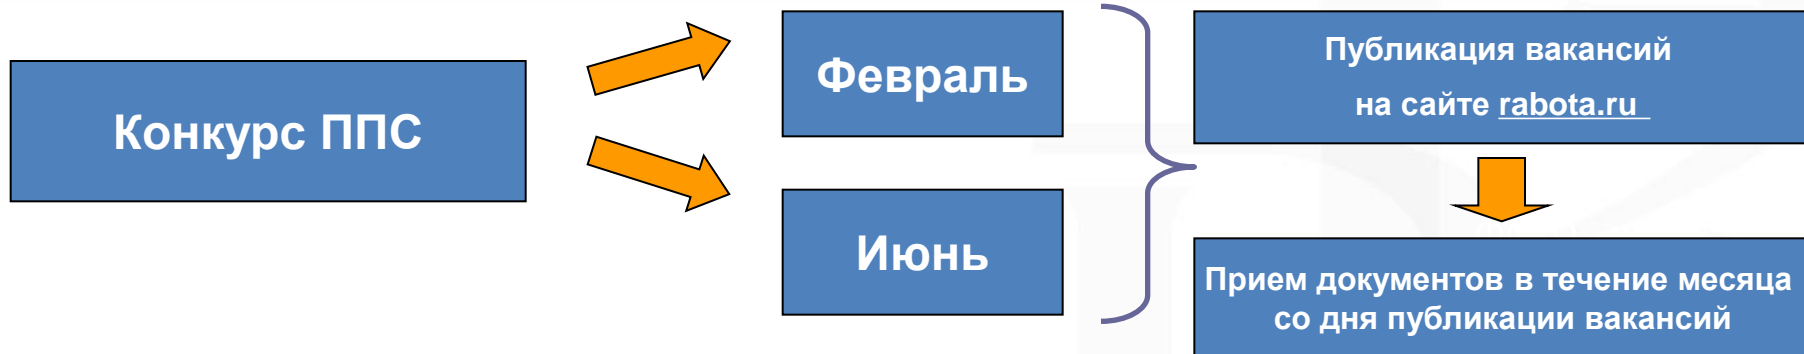 Конкурс ППС
Февраль
Июнь
Публикация вакансий
на сайте rabota.ru
Прием документов в течение месяца
со дня публикации вакансий